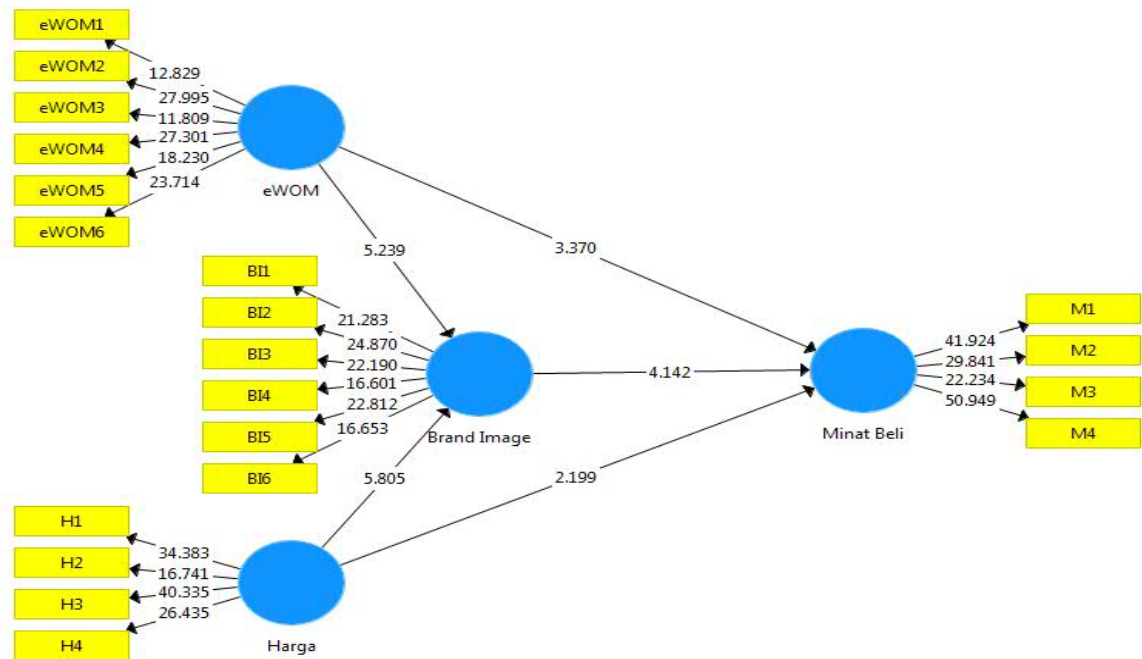 eWOM1
eWOM2
eWOM3
eWOM4
eWOM5
eWOM6
12.829
27.995
11.809
27.301
18.230
23.714
eWOM
5.239
3.370
BI1
BI2
BI3
BI4
BI5
BI6
21.283
24.870
22.190
16.601
22.812
16.653
Brand Image
4.142
5.805
2.199
H1
H2
H3
H4
34.383
16.741
40.335
26.435
Harga
Minat Beli
41.924
29.841
22.234
50.949
M1
M2
M3
M4